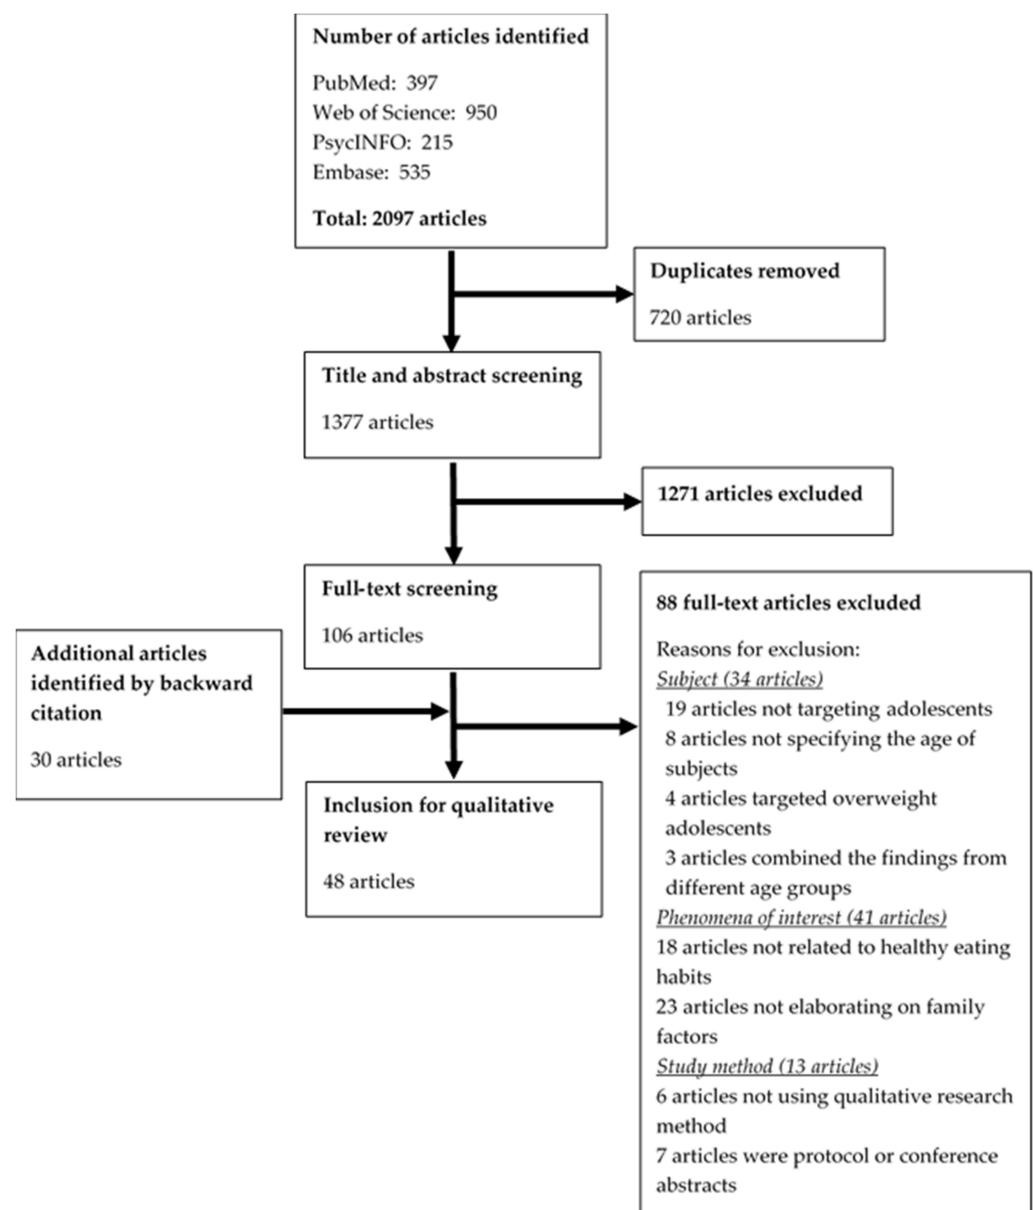 Number of articles identified
PubMed: 397
Web of Science: 950
PsycINFO: 215
Embase: 535
Total: 2097 articles
Duplicates removed
720 articles
Title and abstract screening
1377 articles
1271 articles excluded
Full-text screening
106 articles
Additional articles
identified by backward
citation
30 articles
88 full-text articles excluded
Reasons for exclusion:
Subject (34 articles)
19 articles not targeting adolescents
8 articles not specifying the age of
subjects
4 articles targeted overweight
adolescents
3 articles combined the findings from
different age groups
Phenomena of interest (41 articles)
18 articles not related to healthy eating
habits
23 articles not elaborating on family
factors
Study method (13 articles)
6 articles not using qualitative research
method
7 articles were protocol or conference
abstracts
Inclusion for qualitative
review
48 articles